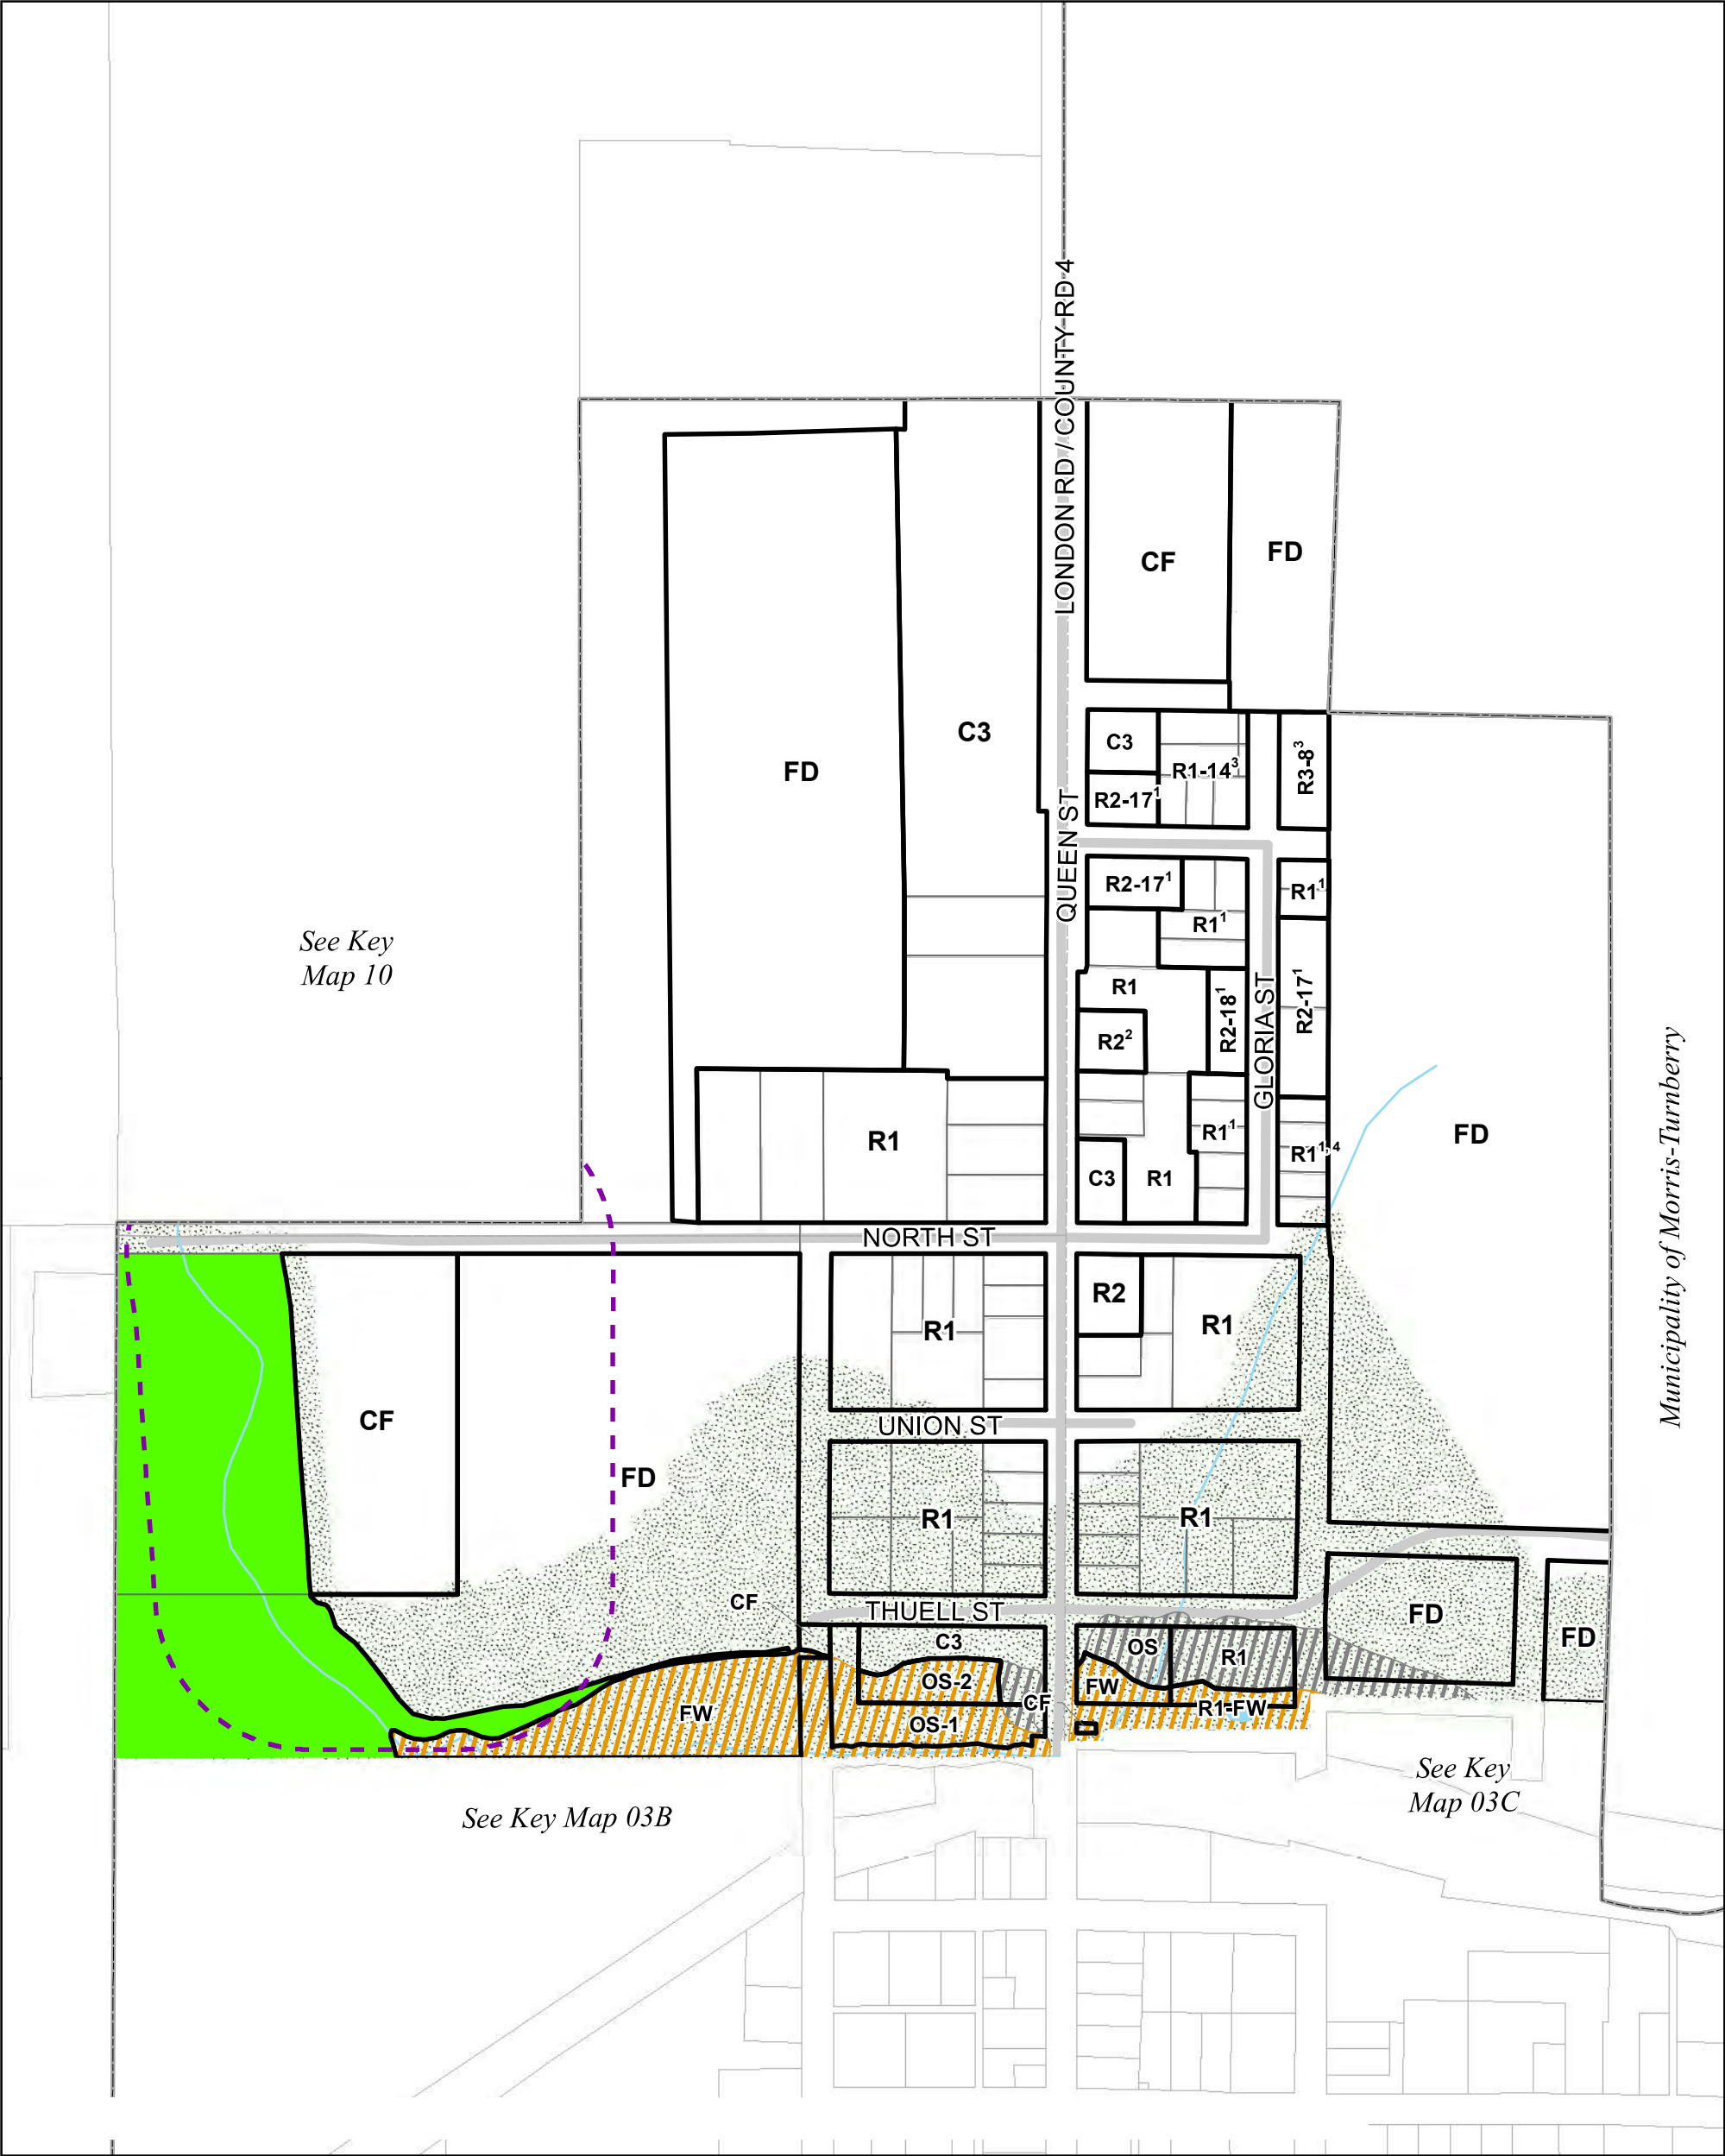 LONDON RD / COUNTY RD 4
CF
FD
C3
FD
C3
R1-14³
R3-8³
R2-17¹
QUEEN ST
R2-17¹
R1¹
R1¹
See Key
Map 10
R1
R2-18¹
GLORIA ST
R2-17¹
R2²
R1
R1¹
R1¹,⁴
FD
C3
R1
Municipality of Morris-Turnberry
NORTH ST
R2
R1
R1
CF
UNION ST
FD
R1
R1
CF
THUELL ST
FD
C3
OS
R1
FD
OS-2
FW
CF
FW
R1-FW
OS-1
See Key
Map 03C
See Key Map 03B